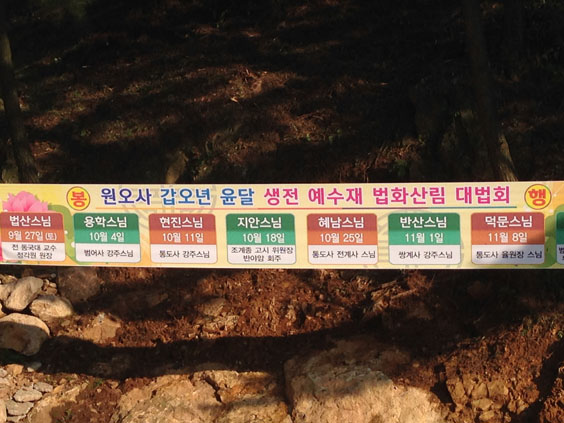 봉 원오사 갑오년 윤달 생전 예수재 법화산림 대법회 행
법산스님
9월 27일(토)
전 동국대 교수
정각원 원장
용학스님
10월 4일
범어사 강주스님
현진스님
10월 11일
통도사 강주스님
지안스님
10월 18일
조계종 고시 위원장
반야암 회주
혜남스님
10월 25일
통도사 전계사 스님
반산스님
11월 1일
쌍계사 강주스님
덕문스님
11월 8일
통도사 율원장 스님